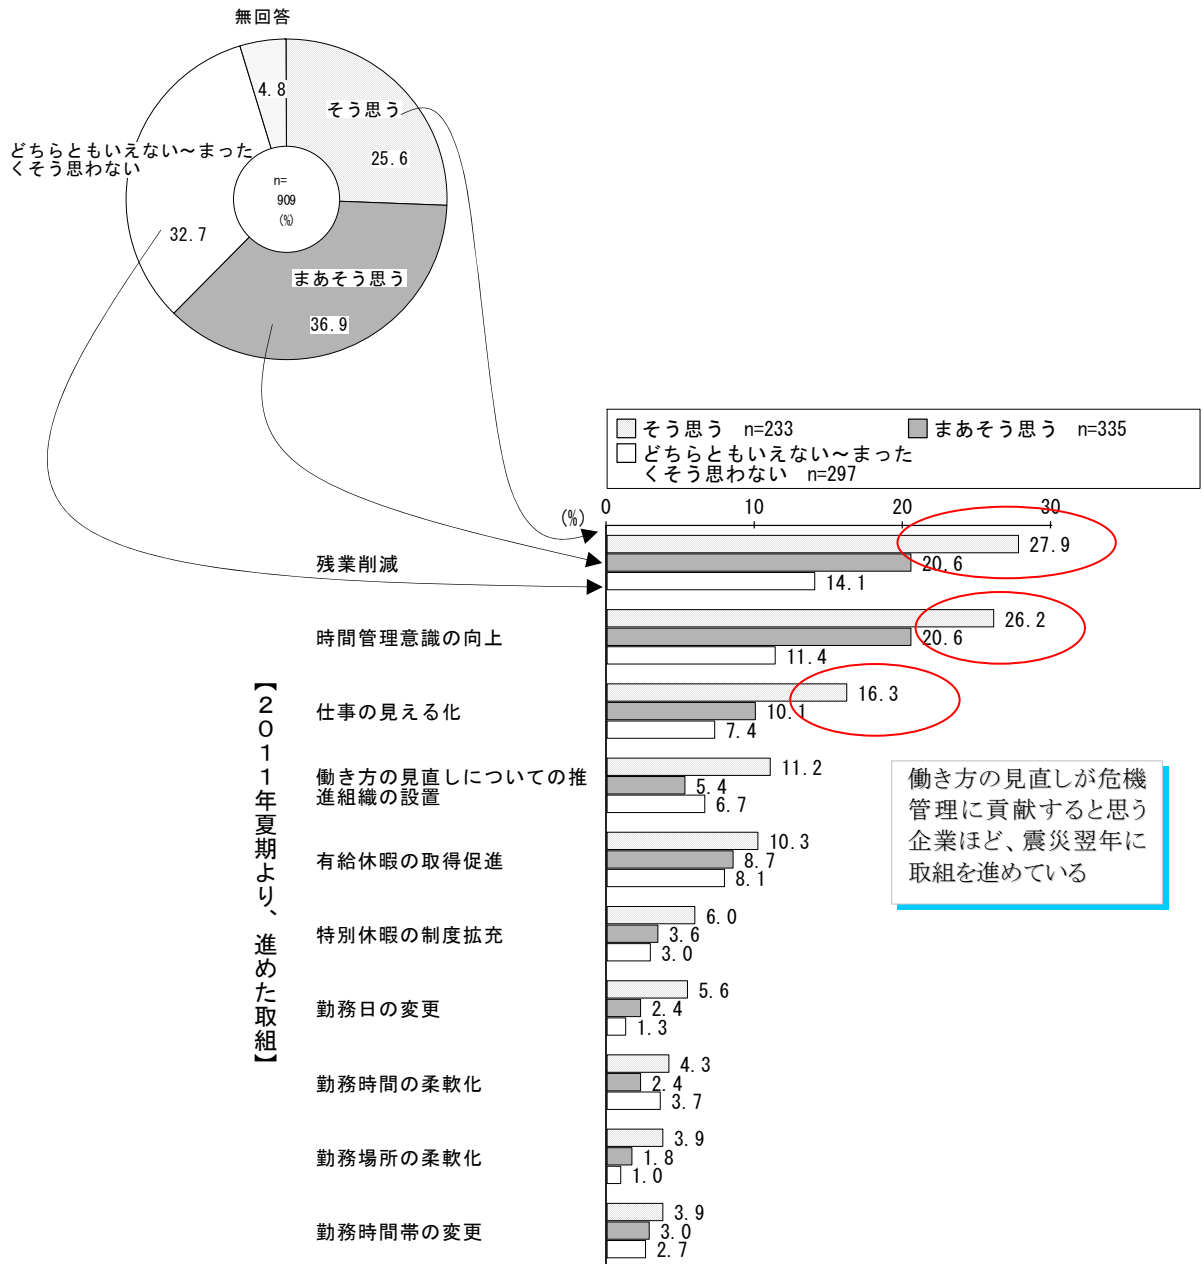 無回答
4.8
そう思う
25.6
どちらともいえない～まった
くそう思わない
32.7
n=
909
(%)
まあそう思う
36.9
そう思う n=233
まあそう思う n=335
どちらともいえない～まった
くそう思わない n=297
(%)
0 10 20 30
【2011年夏期より、進めた取組】
残業削減
27.9
20.6
14.1
時間管理意識の向上
26.2
20.6
11.4
仕事の見える化
16.3
10.1
7.4
働き方の見直しについての推
進組織の設置
11.2
5.4
6.7
有給休暇の取得促進
10.3
8.7
8.1
特別休暇の制度拡充
6.0
3.6
3.0
勤務日の変更
5.6
2.4
1.3
勤務時間の柔軟化
4.3
2.4
3.7
勤務場所の柔軟化
3.9
1.8
1.0
勤務時間帯の変更
3.9
3.0
2.7
働き方の見直しが危機
管理に貢献すると思う
企業ほど、震災翌年に
取組を進めている